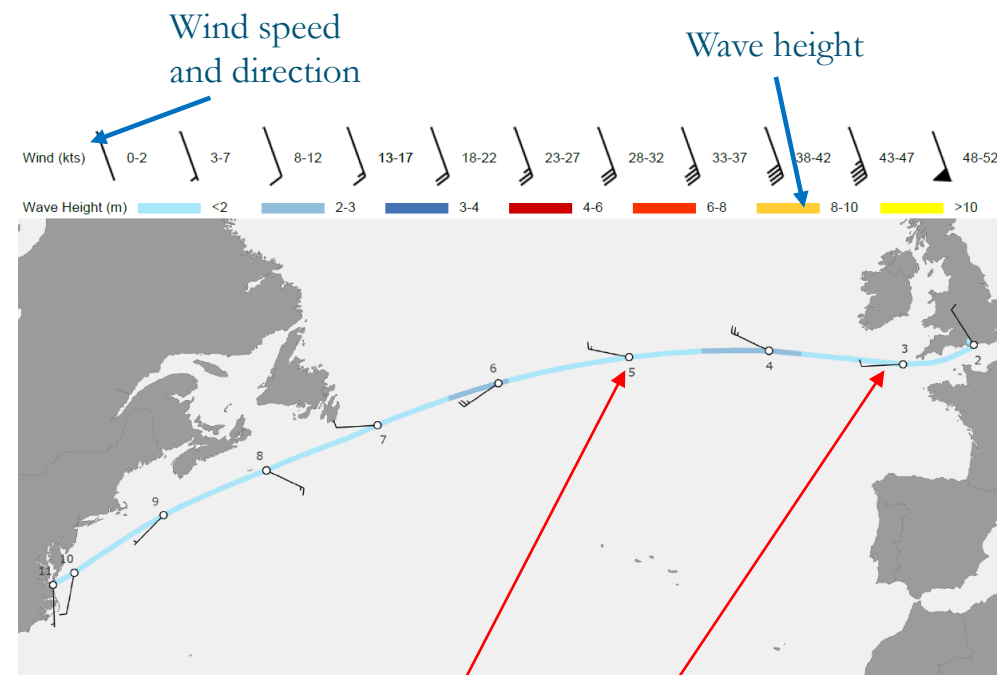 Wind speed
and direction
Wave height
Wind (kts) 0-2 3-7 8-12 13-17 18-22 23-27 28-32 33-37 38-42 43-47 48-52
Wave Height (m) <2 2-3 3-4 4-6 6-8 8-10 >10
3
2
4
5
6
7
8
9
10
11